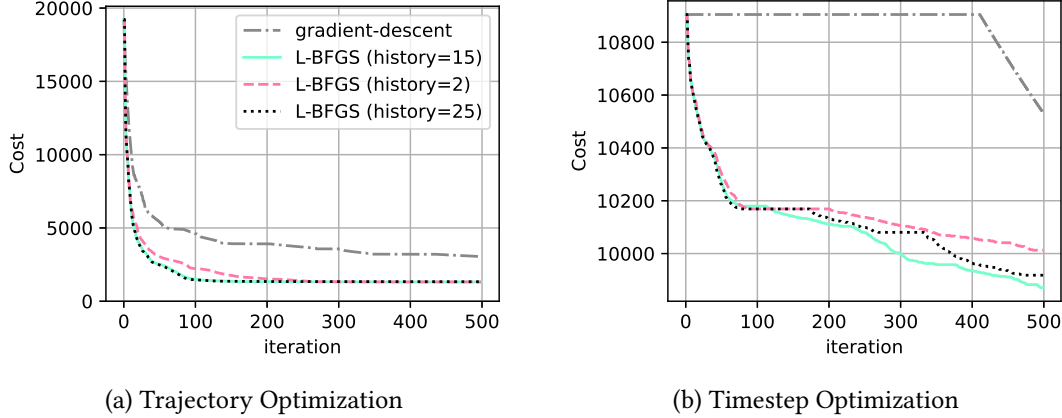 20000
15000
10000
5000
0
Cost
gradient-descent
L-BFGS (history=15)
L-BFGS (history=2)
L-BFGS (history=25)
0 100 200 300 400 500
iteration
(a) Trajectory Optimization
10800
10600
10400
10200
10000
Cost
0 100 200 300 400 500
iteration
(b) Timestep Optimization